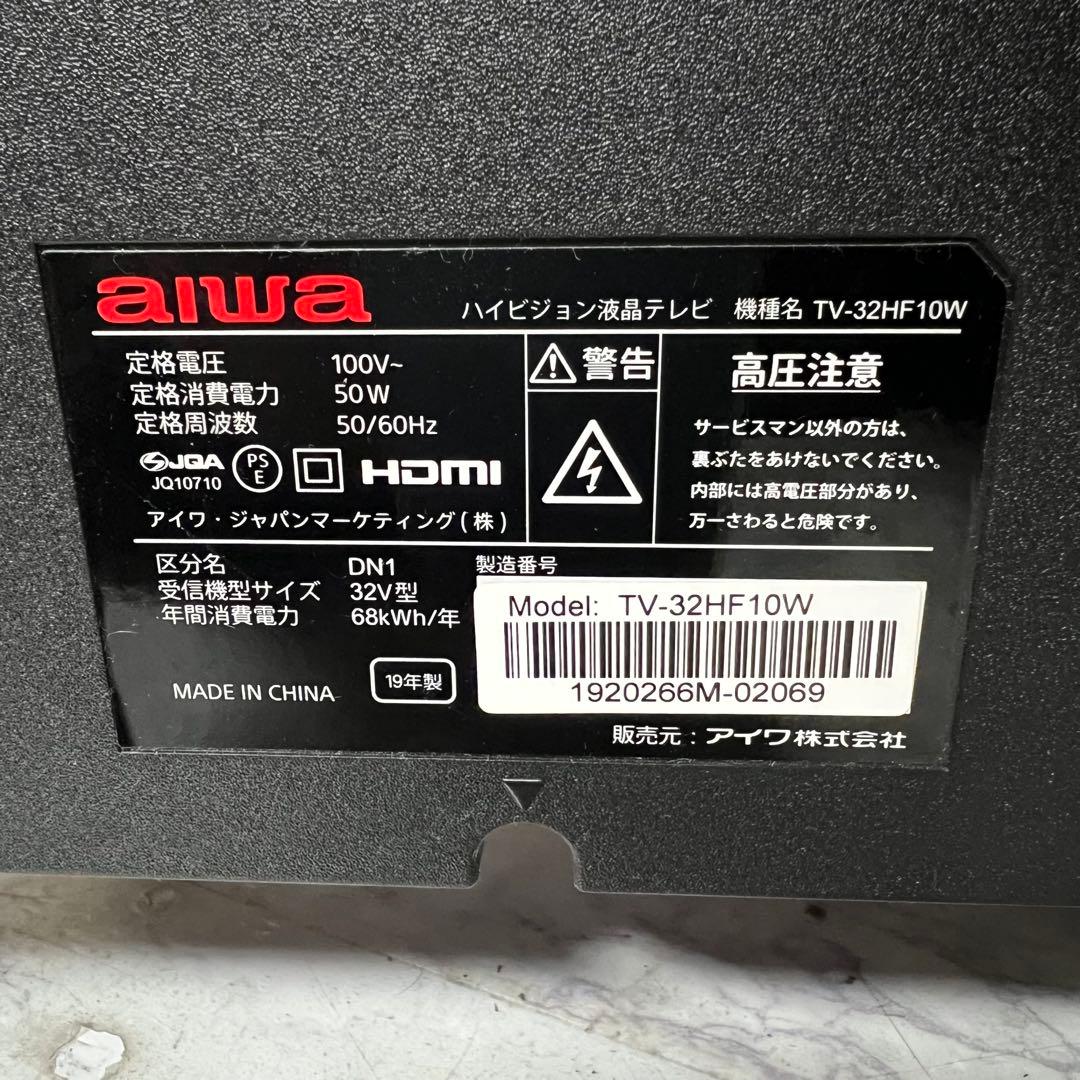 aiwa
ハイビジョン液晶テレビ 機種名 TV-32HF10W
定格電圧 100V~
定格消費電力 50W
定格周波数 50/60Hz
JQA
JQ10710
PS
E
HDMI
アイワ・ジャパンマーケティング(株)
警告
高圧注意
サービスマン以外の方は、
裏ぶたをあけないでください。
内部には高電圧部分があり、
万一さわると危険です。
区分名 DN1
受信機型サイズ 32V型
年間消費電力 68kWh/年
MADE IN CHINA
19年製
製造番号
Model: TV-32HF10W
1920266M-02069
販売元:アイワ株式会社